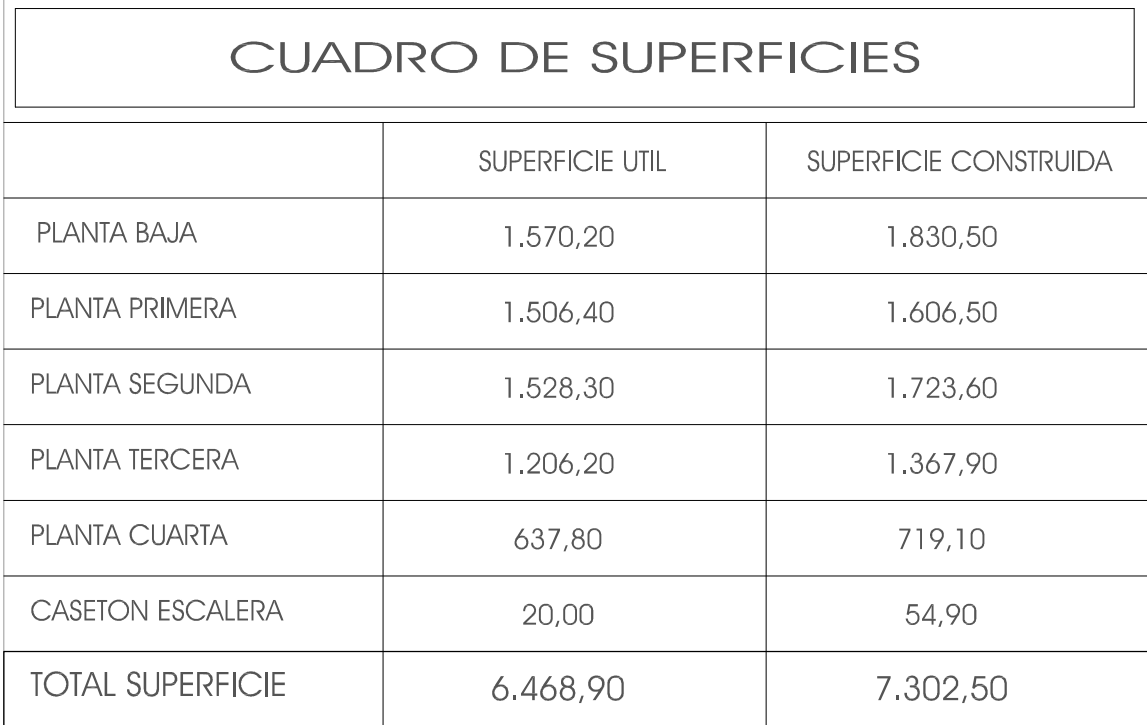 CUADRO DE SUPERFICIES
SUPERFICIE UTIL SUPERFICIE CONSTRUIDA
PLANTA BAJA 1.570,20 1.830,50
PLANTA PRIMERA 1.506,40 1.606,50
PLANTA SEGUNDA 1.528,30 1.723,60
PLANTA TERCERA 1.206,20 1.367,90
PLANTA CUARTA 637,80 719,10
CASETON ESCALERA 20,00 54,90
TOTAL SUPERFICIE 6.468,90 7.302,50